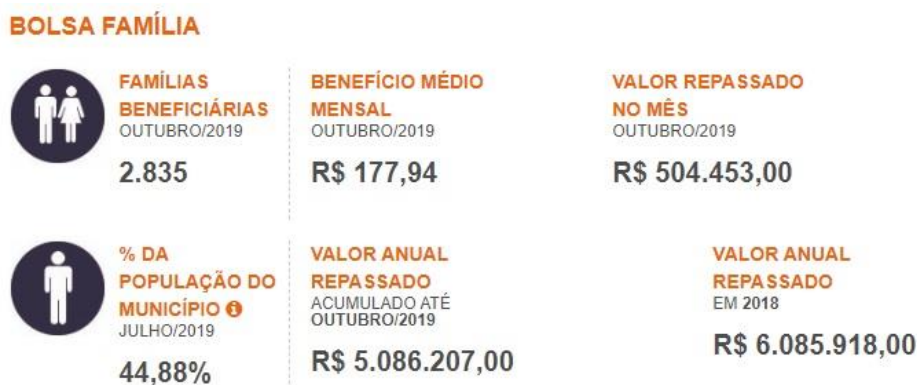 BOLSA FAMÍLIA
FAMÍLIAS
BENEFICIÁRIAS
OUTUBRO/2019
2.835
BENEFÍCIO MÉDIO
MENSAL
OUTUBRO/2019
R$ 177,94
VALOR REPASSADO
NO MÊS
OUTUBRO/2019
R$ 504.453,00
% DA
POPULAÇÃO DO
MUNICÍPIO
JULHO/2019
44,88%
VALOR ANUAL
REPASSADO
ACUMULADO ATÉ
OUTUBRO/2019
R$ 5.086.207,00
VALOR ANUAL
REPASSADO
EM 2018
R$ 6.085.918,00